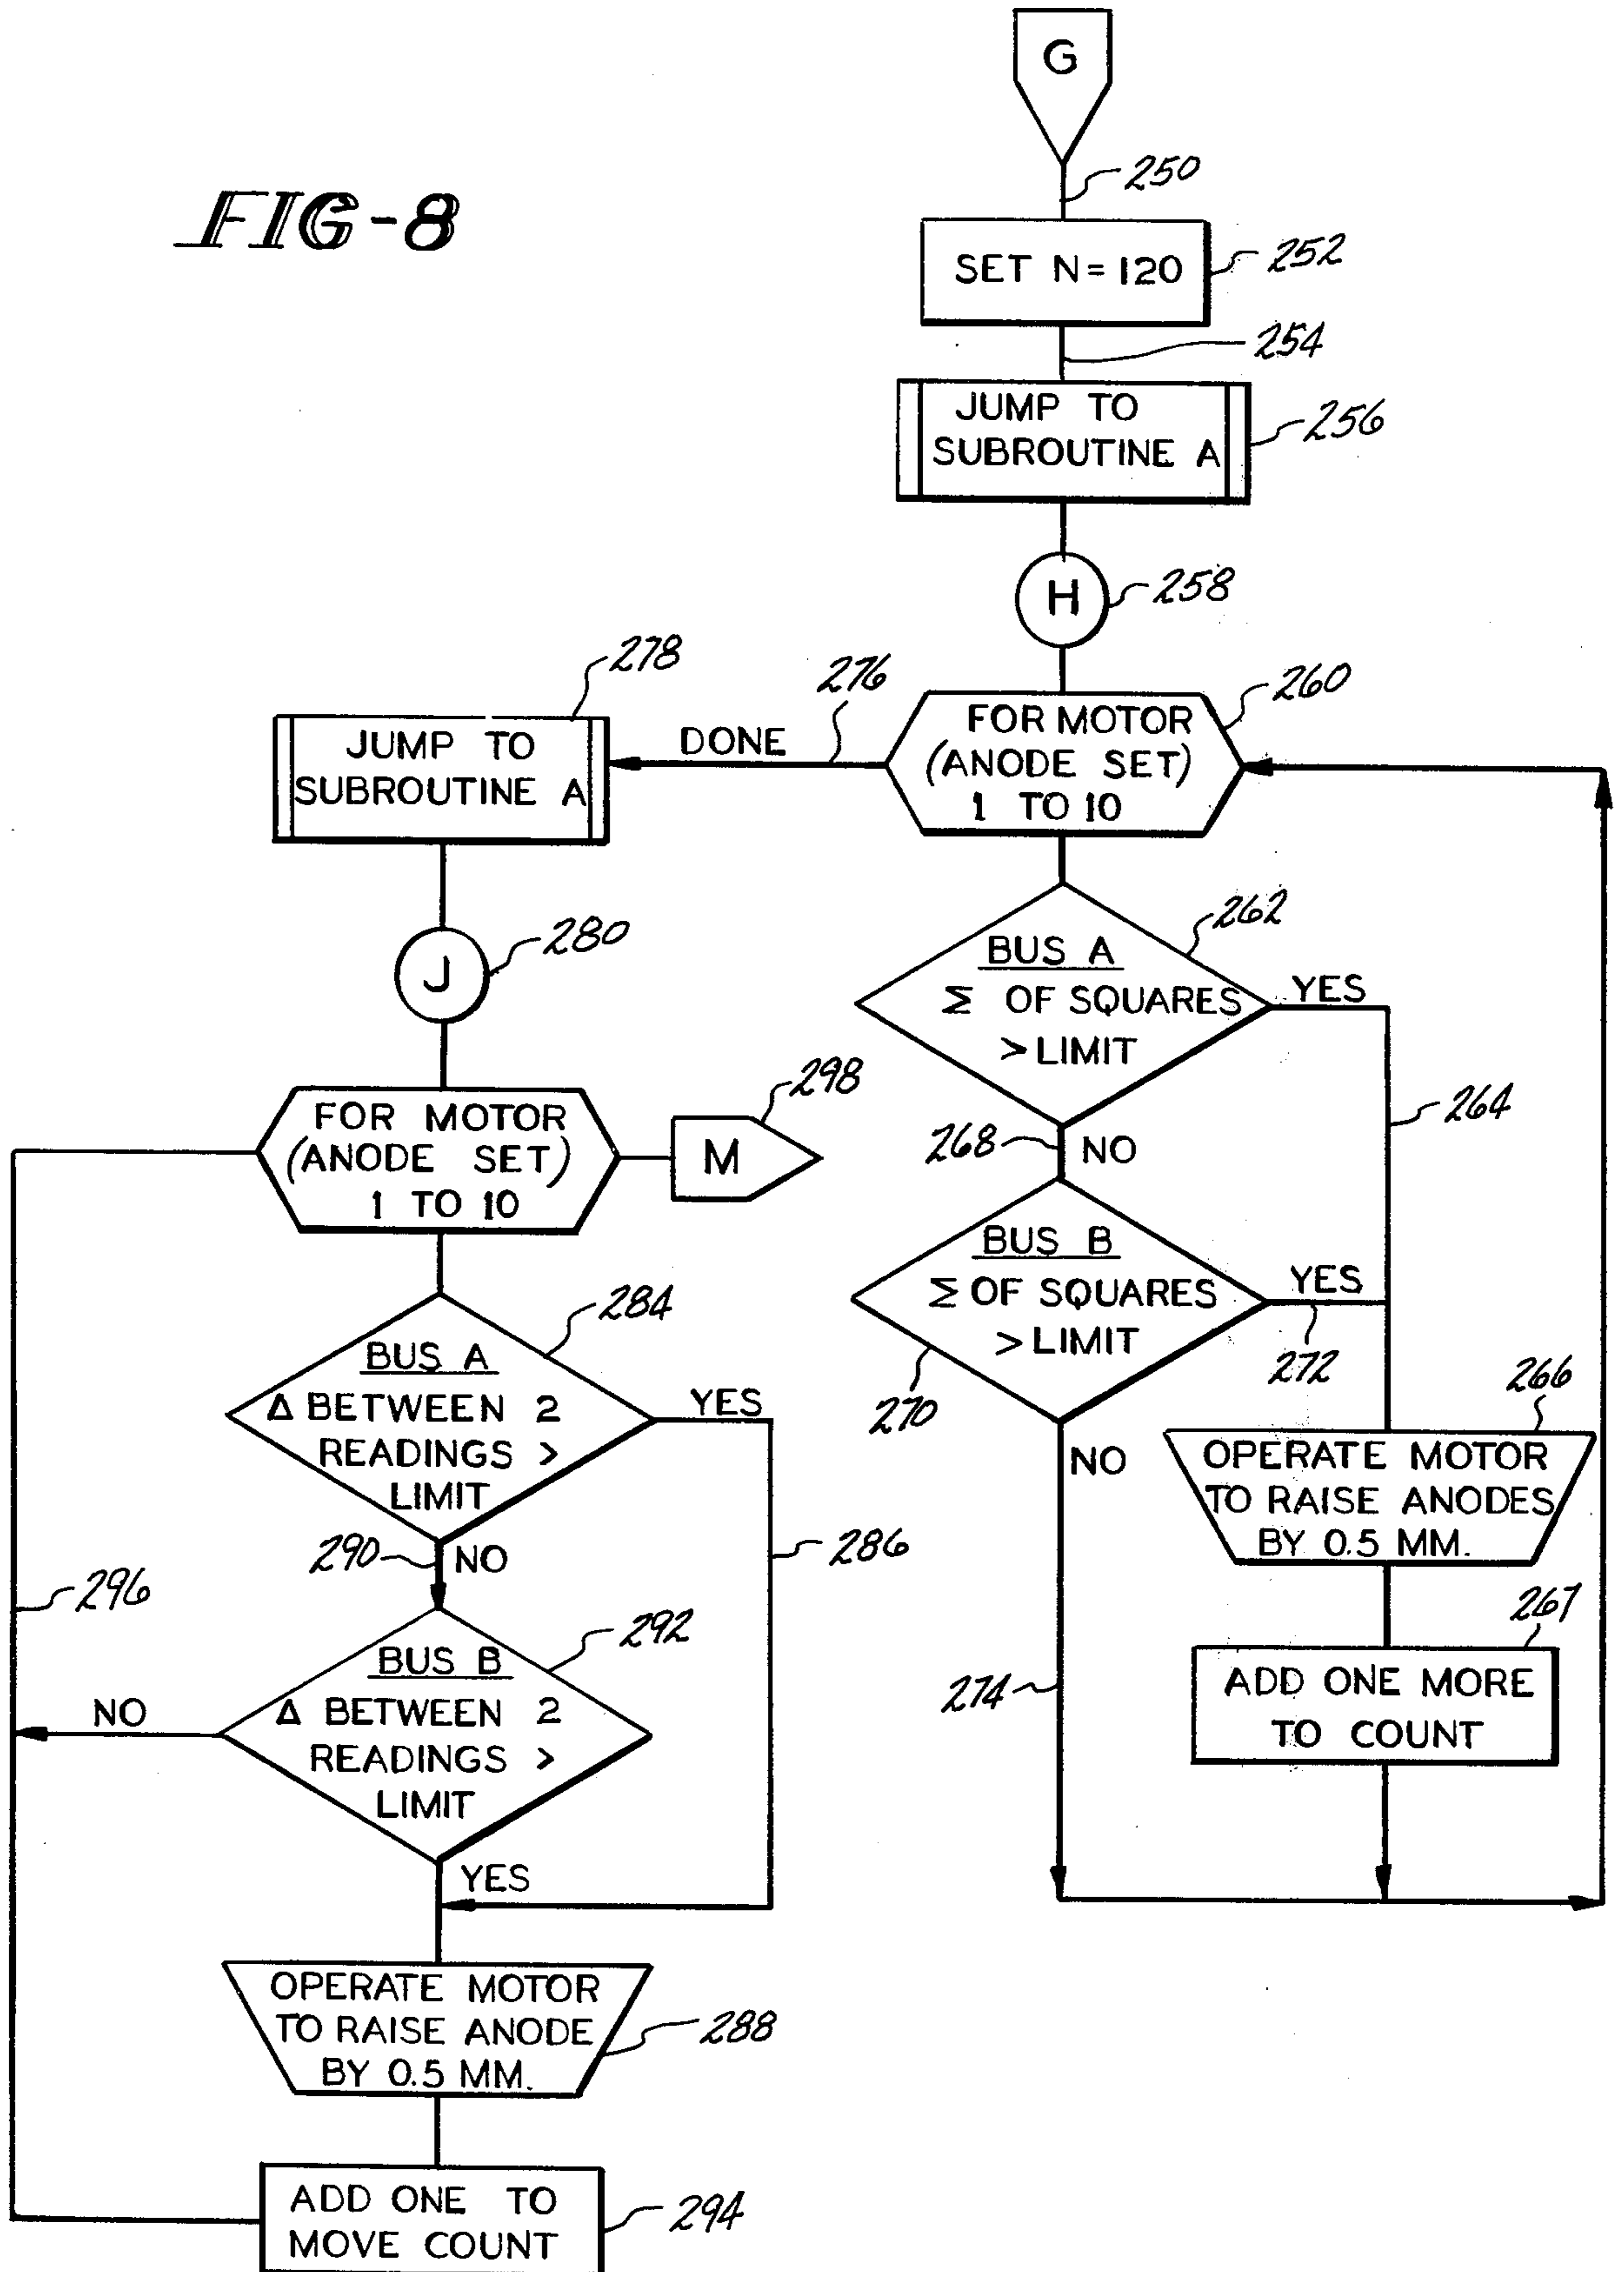 FIG-8
G
250
SET N = 120
252
254
JUMP TO
SUBROUTINE A
256
H
258
260
FOR MOTOR
(ANODE SET)
1 TO 10
276
DONE
278
JUMP TO
SUBROUTINE A
262
BUS A
Σ OF SQUARES
> LIMIT
YES
264
268
NO
BUS B
Σ OF SQUARES
> LIMIT
YES
272
270
NO
266
OPERATE MOTOR
TO RAISE ANODES
BY 0.5 MM.
267
ADD ONE MORE
TO COUNT
274
J
280
FOR MOTOR
(ANODE SET)
1 TO 10
M
298
284
BUS A
Δ BETWEEN 2
READINGS >
LIMIT
YES
286
290
NO
292
BUS B
Δ BETWEEN 2
READINGS >
LIMIT
NO
296
YES
OPERATE MOTOR
TO RAISE ANODE
BY 0.5 MM.
288
ADD ONE TO
MOVE COUNT
294